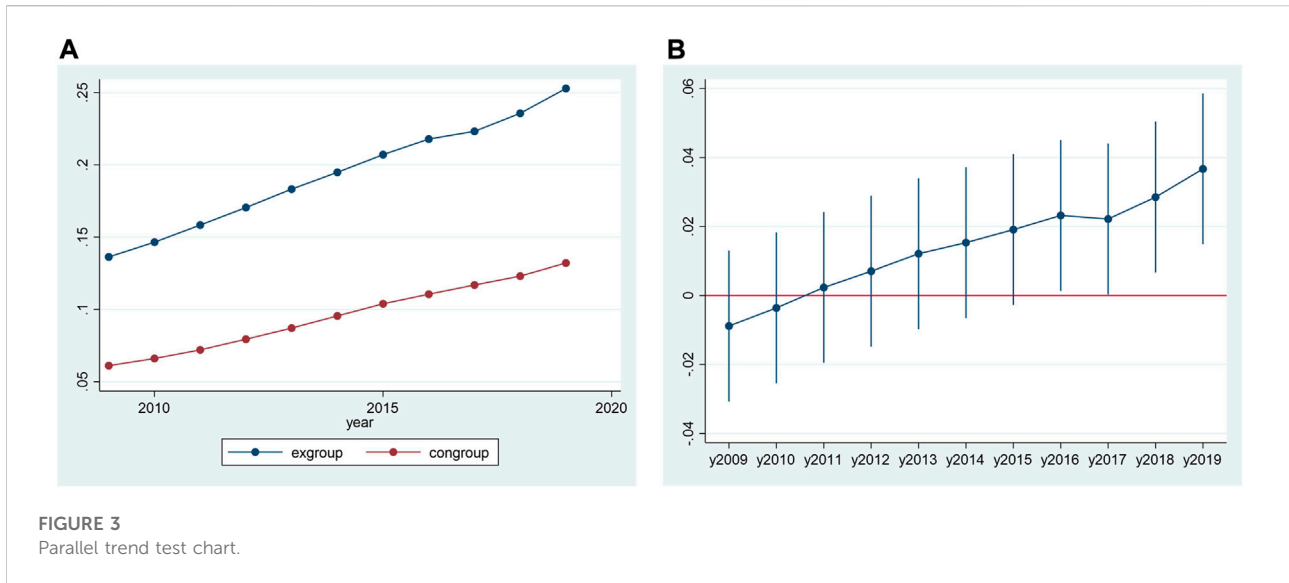 A
.25
.2
.15
.1
.05
2010
2015
2020
year
exgroup
congroup
B
.06
.04
.02
0
-.02
-.04
y2009 y2010 y2011 y2012 y2013 y2014 y2015 y2016 y2017 y2018 y2019
FIGURE 3
Parallel trend test chart.